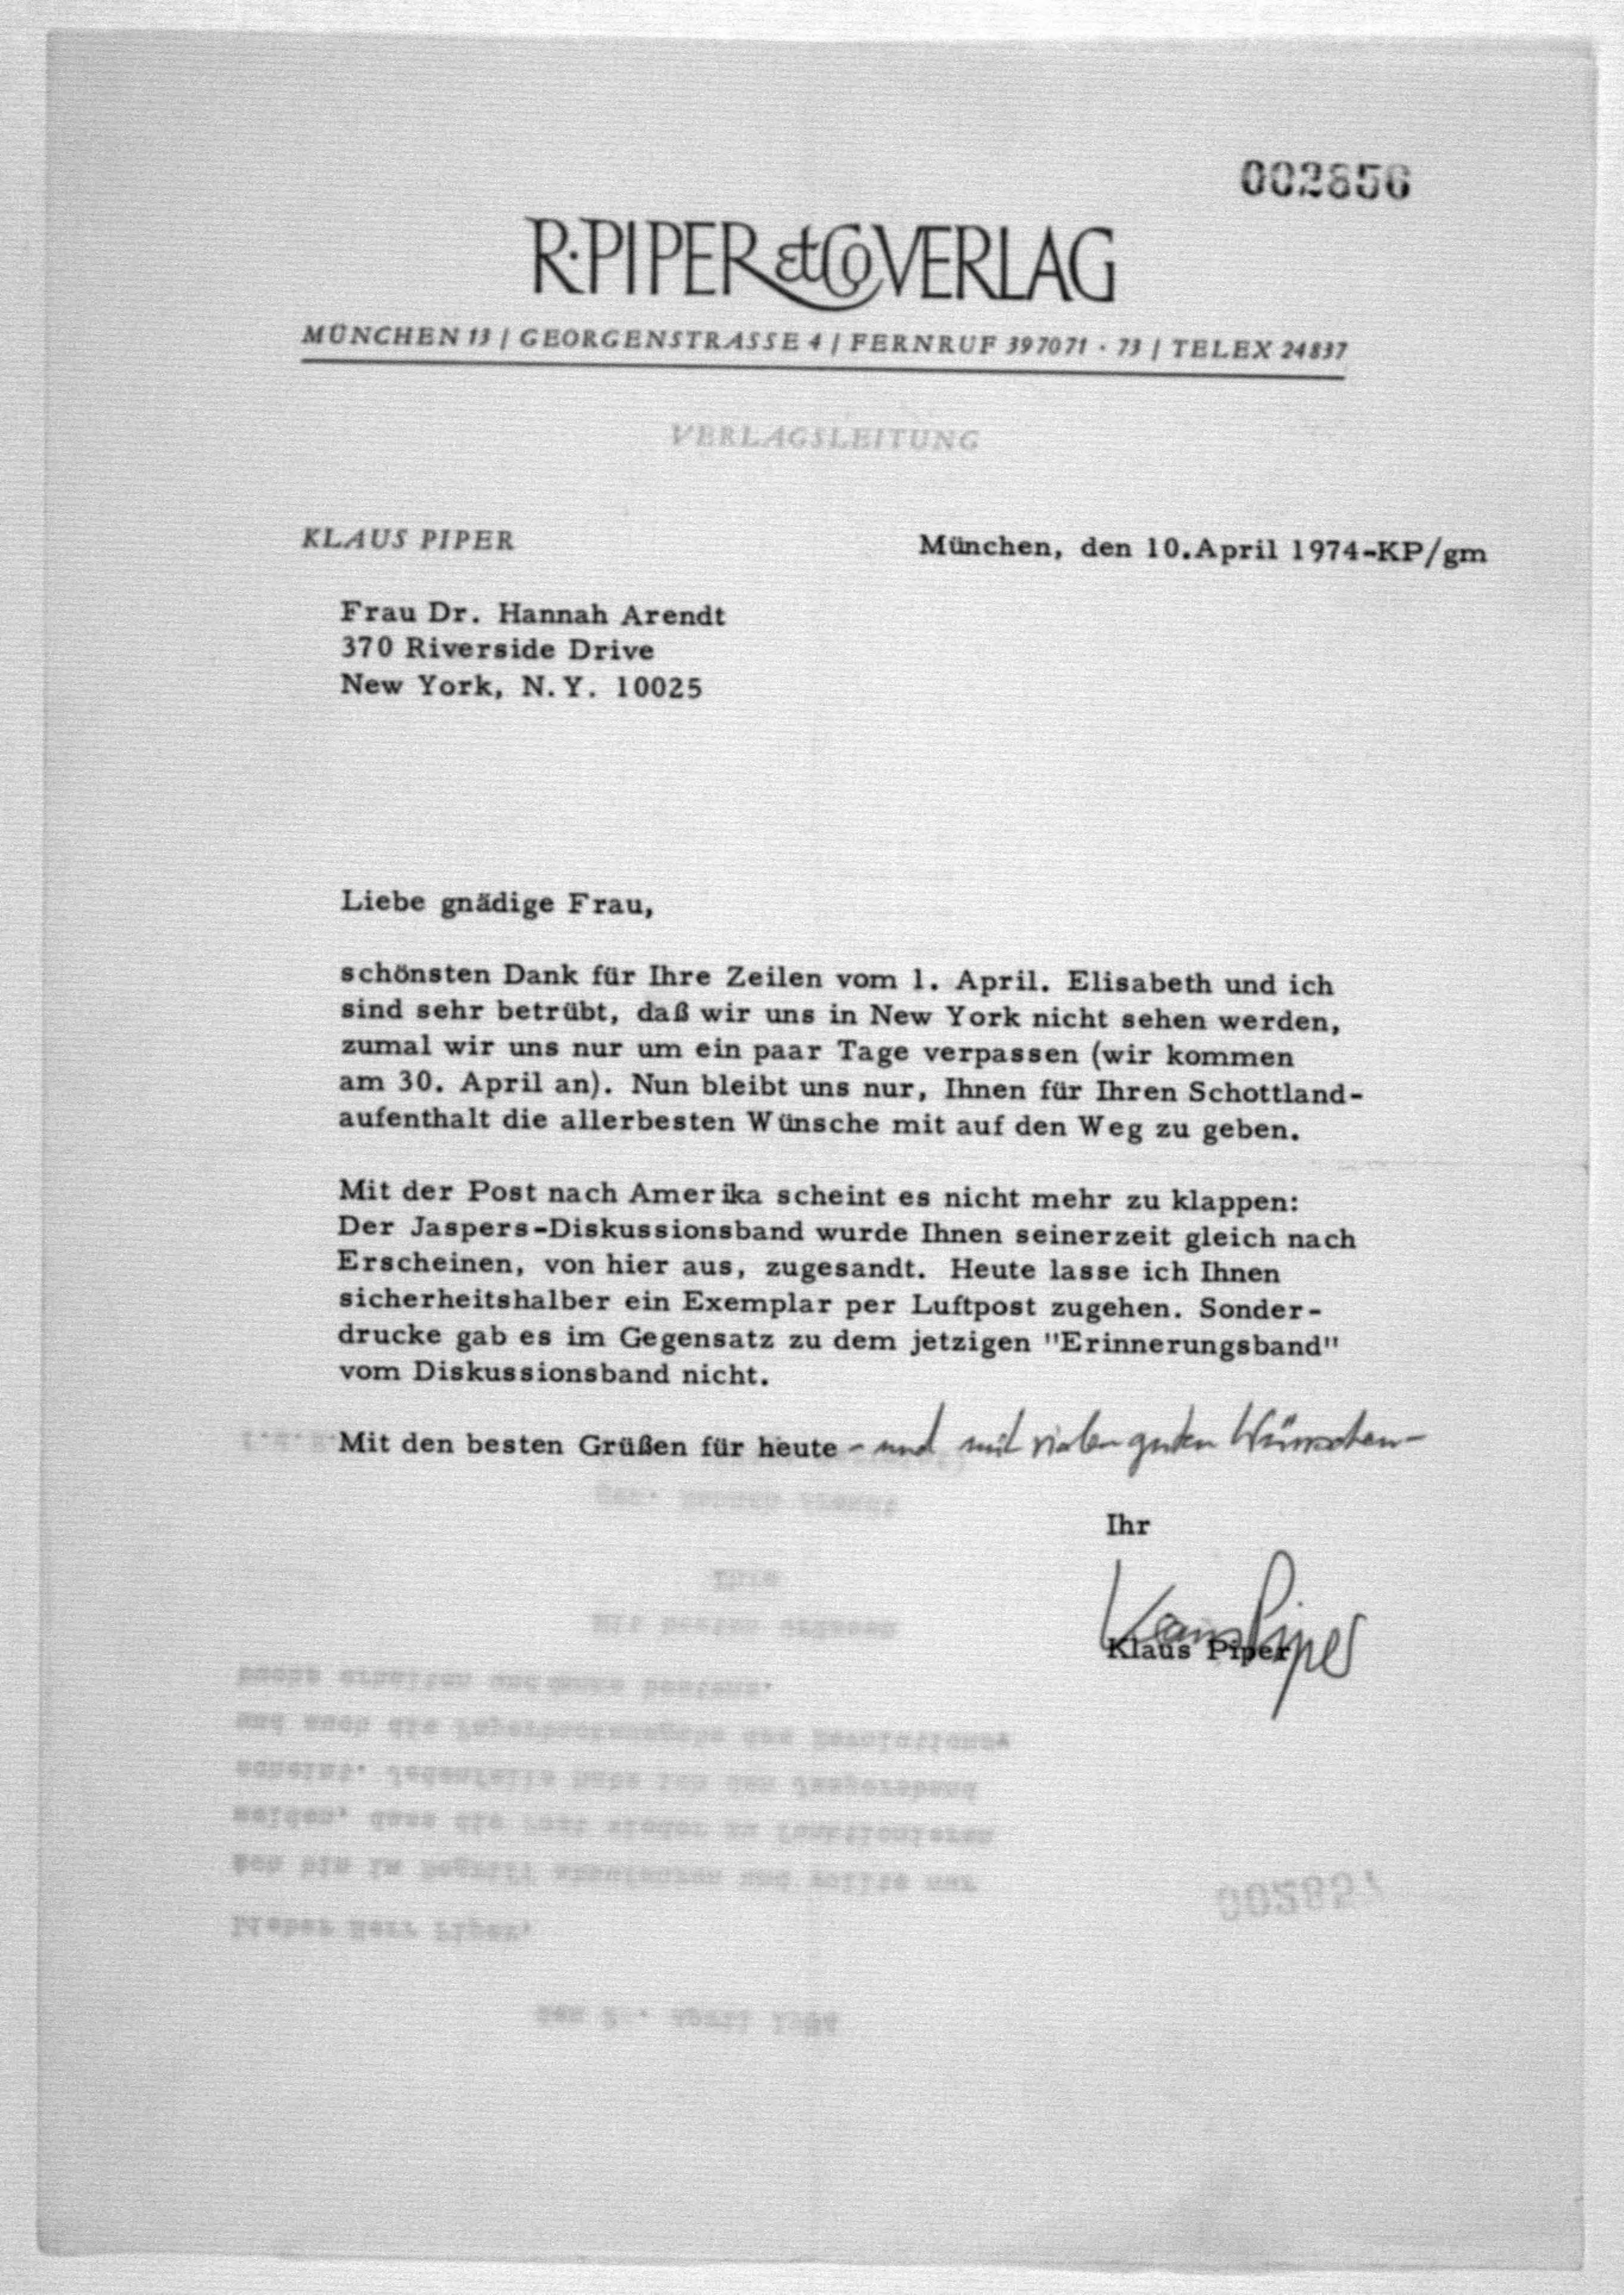 002856
R·PIPER et Co VERLAG
MÜNCHEN 13 / GEORGENSTRASSE 4 / FERNRUF 397071 · 73 / TELEX 24837
VERLAGSLEITUNG
KLAUS PIPER
München, den 10.April 1974-KP/gm
Frau Dr. Hannah Arendt
370 Riverside Drive
New York, N.Y. 10025
Liebe gnädige Frau,
schönsten Dank für Ihre Zeilen vom 1. April. Elisabeth und ich
sind sehr betrübt, daß wir uns in New York nicht sehen werden,
zumal wir uns nur um ein paar Tage verpassen (wir kommen
am 30. April an). Nun bleibt uns nur, Ihnen für Ihren Schottland-
aufenthalt die allerbesten Wünsche mit auf den Weg zu geben.
Mit der Post nach Amerika scheint es nicht mehr zu klappen:
Der Jaspers-Diskussionsband wurde Ihnen seinerzeit gleich nach
Erscheinen, von hier aus, zugesandt. Heute lasse ich Ihnen
sicherheitshalber ein Exemplar per Luftpost zugehen. Sonder-
drucke gab es im Gegensatz zu dem jetzigen "Erinnerungsband"
vom Diskussionsband nicht.
Mit den besten Grüßen für heute - und mit vielen guten Wünschen -
Ihr
Klaus Piper
Klaus Piper